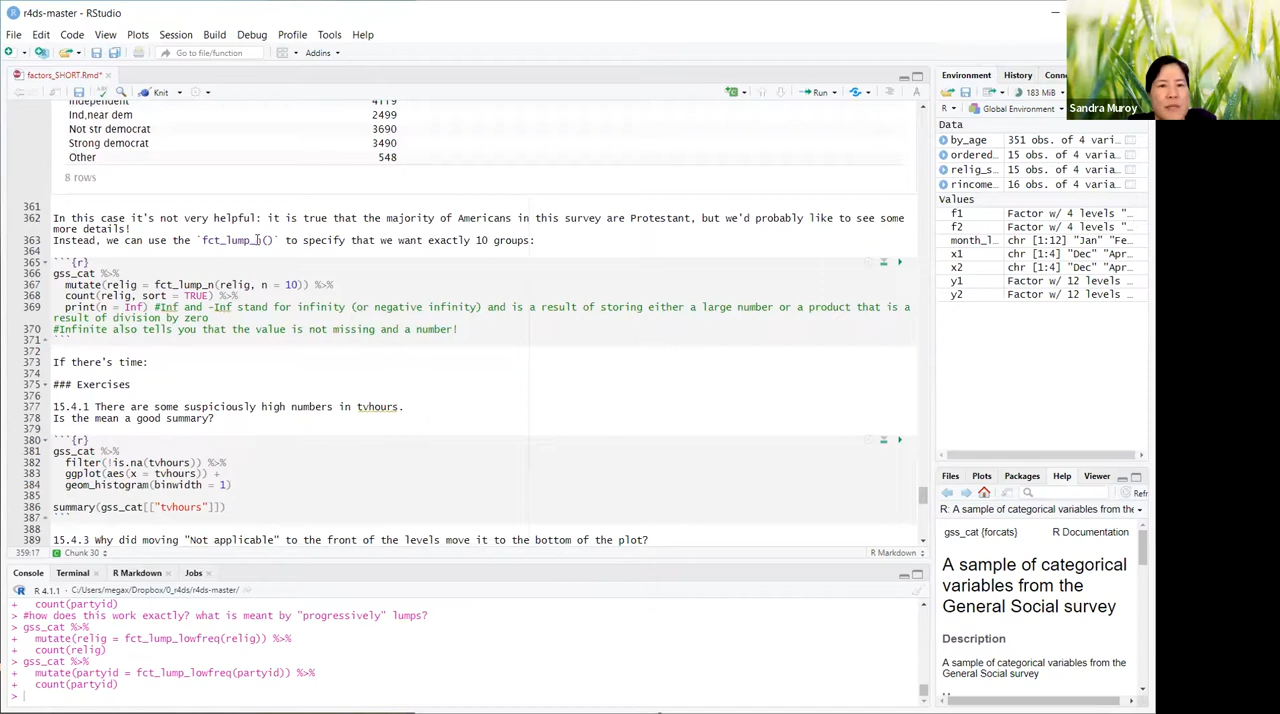 r4ds-master - RStudio
File Edit Code View Plots Session Build Debug Profile Tools Help
Go to file/function Addins
factors_SHORT.Rmd*
Knit Run
Independent 4119
Ind,near dem 2499
Not str democrat 3690
Strong democrat 3490
Other 548
8 rows
361
362 In this case it's not very helpful: it is true that the majority of Americans in this survey are Protestant, but we'd probably like to see some
more details!
363 Instead, we can use the `fct_lump_n()` to specify that we want exactly 10 groups:
364
365 ```{r}
366 gss_cat %>%
367 mutate(relig = fct_lump_n(relig, n = 10)) %>%
368 count(relig, sort = TRUE) %>%
369 print(n = Inf) #Inf and -Inf stand for infinity (or negative infinity) and is a result of storing either a large number or a product that is a
result of division by zero
370 #Infinite also tells you that the value is not missing and a number!
371 ```
372
373 If there's time:
374
375 ### Exercises
376
377 15.4.1 There are some suspiciously high numbers in tvhours.
378 Is the mean a good summary?
379
380 ```{r}
381 gss_cat %>%
382 filter(!is.na(tvhours)) %>%
383 ggplot(aes(x = tvhours)) +
384 geom_histogram(binwidth = 1)
385
386 summary(gss_cat[["tvhours"]])
387 ```
388
389 15.4.3 Why did moving "Not applicable" to the front of the levels move it to the bottom of the plot?
359:17 Chunk 30 R Markdown
Console Terminal R Markdown Jobs
R 4.1.1 · C:/Users/megax/Dropbox/0_r4ds/r4ds-master/
+ count(partyid)
> #how does this work exactly? what is meant by "progressively" lumps?
> gss_cat %>%
+ mutate(relig = fct_lump_lowfreq(relig)) %>%
+ count(relig)
> gss_cat %>%
+ mutate(partyid = fct_lump_lowfreq(partyid)) %>%
+ count(partyid)
>
Environment History Conn
183 MiB
R Global Environment
Data
by_age 351 obs. of 4 varia…
ordered… 15 obs. of 4 varia…
relig_s… 15 obs. of 4 varia…
rincome… 16 obs. of 4 varia…
Values
f1 Factor w/ 4 levels "…
f2 Factor w/ 4 levels "…
month_l… chr [1:12] "Jan" "Fe…
x1 chr [1:4] "Dec" "Apr…
x2 chr [1:4] "Dec" "Apr…
y1 Factor w/ 12 levels …
y2 Factor w/ 12 levels …
Files Plots Packages Help Viewer
Refr
R: A sample of categorical variables from the
gss_cat {forcats} R Documentation
A sample of categorical
variables from the
General Social survey
Description
A sample of categorical variables from the
General Social survey
Sandra Muroy